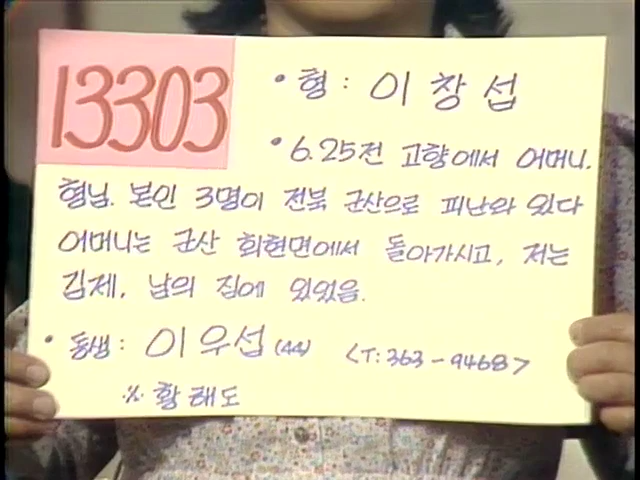 13303
• 형 : 이창섭
• 6.25전 고향에서 어머니.
형님. 본인 3명이 전북 군산으로 피난와 있다
어머니는 군산 회현면에서 돌아가시고, 저는
김제. 남의 집에 있었음.
• 동생 : 이우섭 (44) <T: 363-9468>
※ 황해도